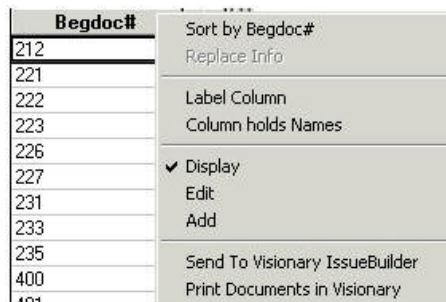 Begdoc#
212
221
222
223
226
227
231
233
235
400
Sort by Begdoc#
Replace Info
Label Column
Column holds Names
Display
Edit
Add
Send To Visionary IssueBuilder
Print Documents in Visionary